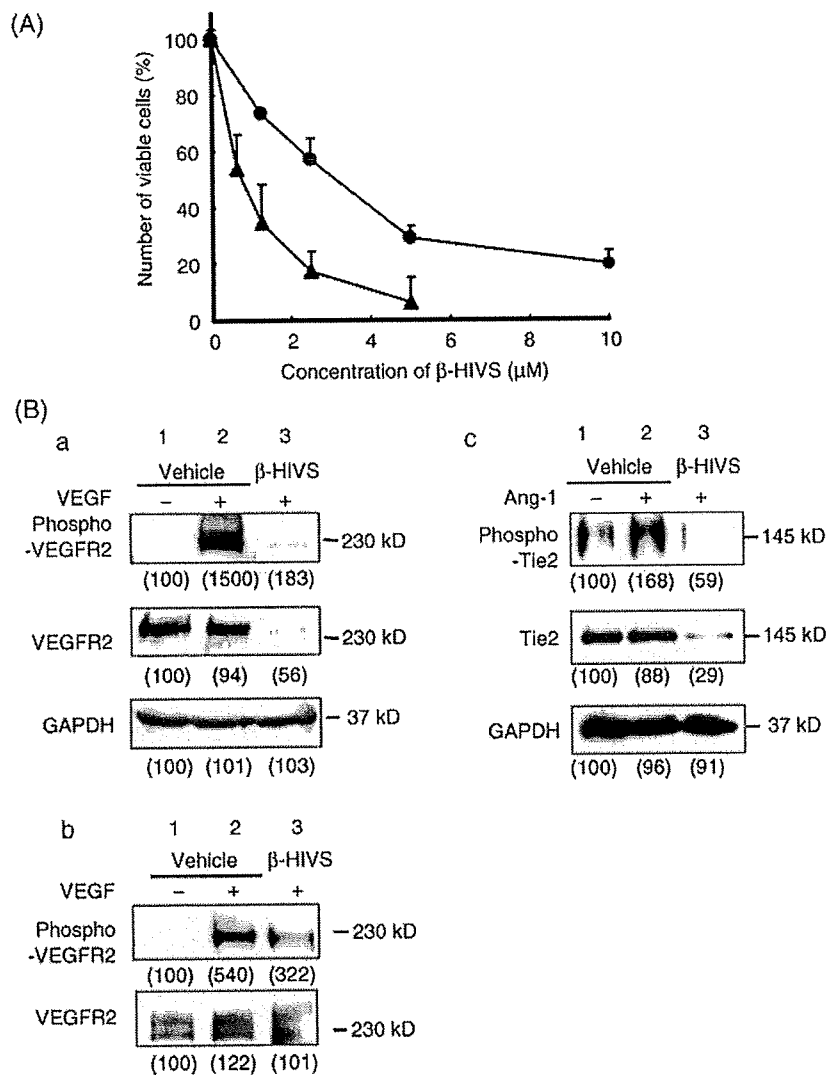 (A)
Number of viable cells (%)
100
80
60
40
20
0
0 2 4 6 8 10
Concentration of β-HIVS (μM)
(B)
a
1 2 3
Vehicle β-HIVS
VEGF − + +
Phospho
-VEGFR2
230 kD
(100) (1500) (183)
VEGFR2
230 kD
(100) (94) (56)
GAPDH
37 kD
(100) (101) (103)
b
1 2 3
Vehicle β-HIVS
VEGF − + +
Phospho
-VEGFR2
230 kD
(100) (540) (322)
VEGFR2
230 kD
(100) (122) (101)
c
1 2 3
Vehicle β-HIVS
Ang-1 − + +
Phospho
-Tie2
145 kD
(100) (168) (59)
Tie2
145 kD
(100) (88) (29)
GAPDH
37 kD
(100) (96) (91)